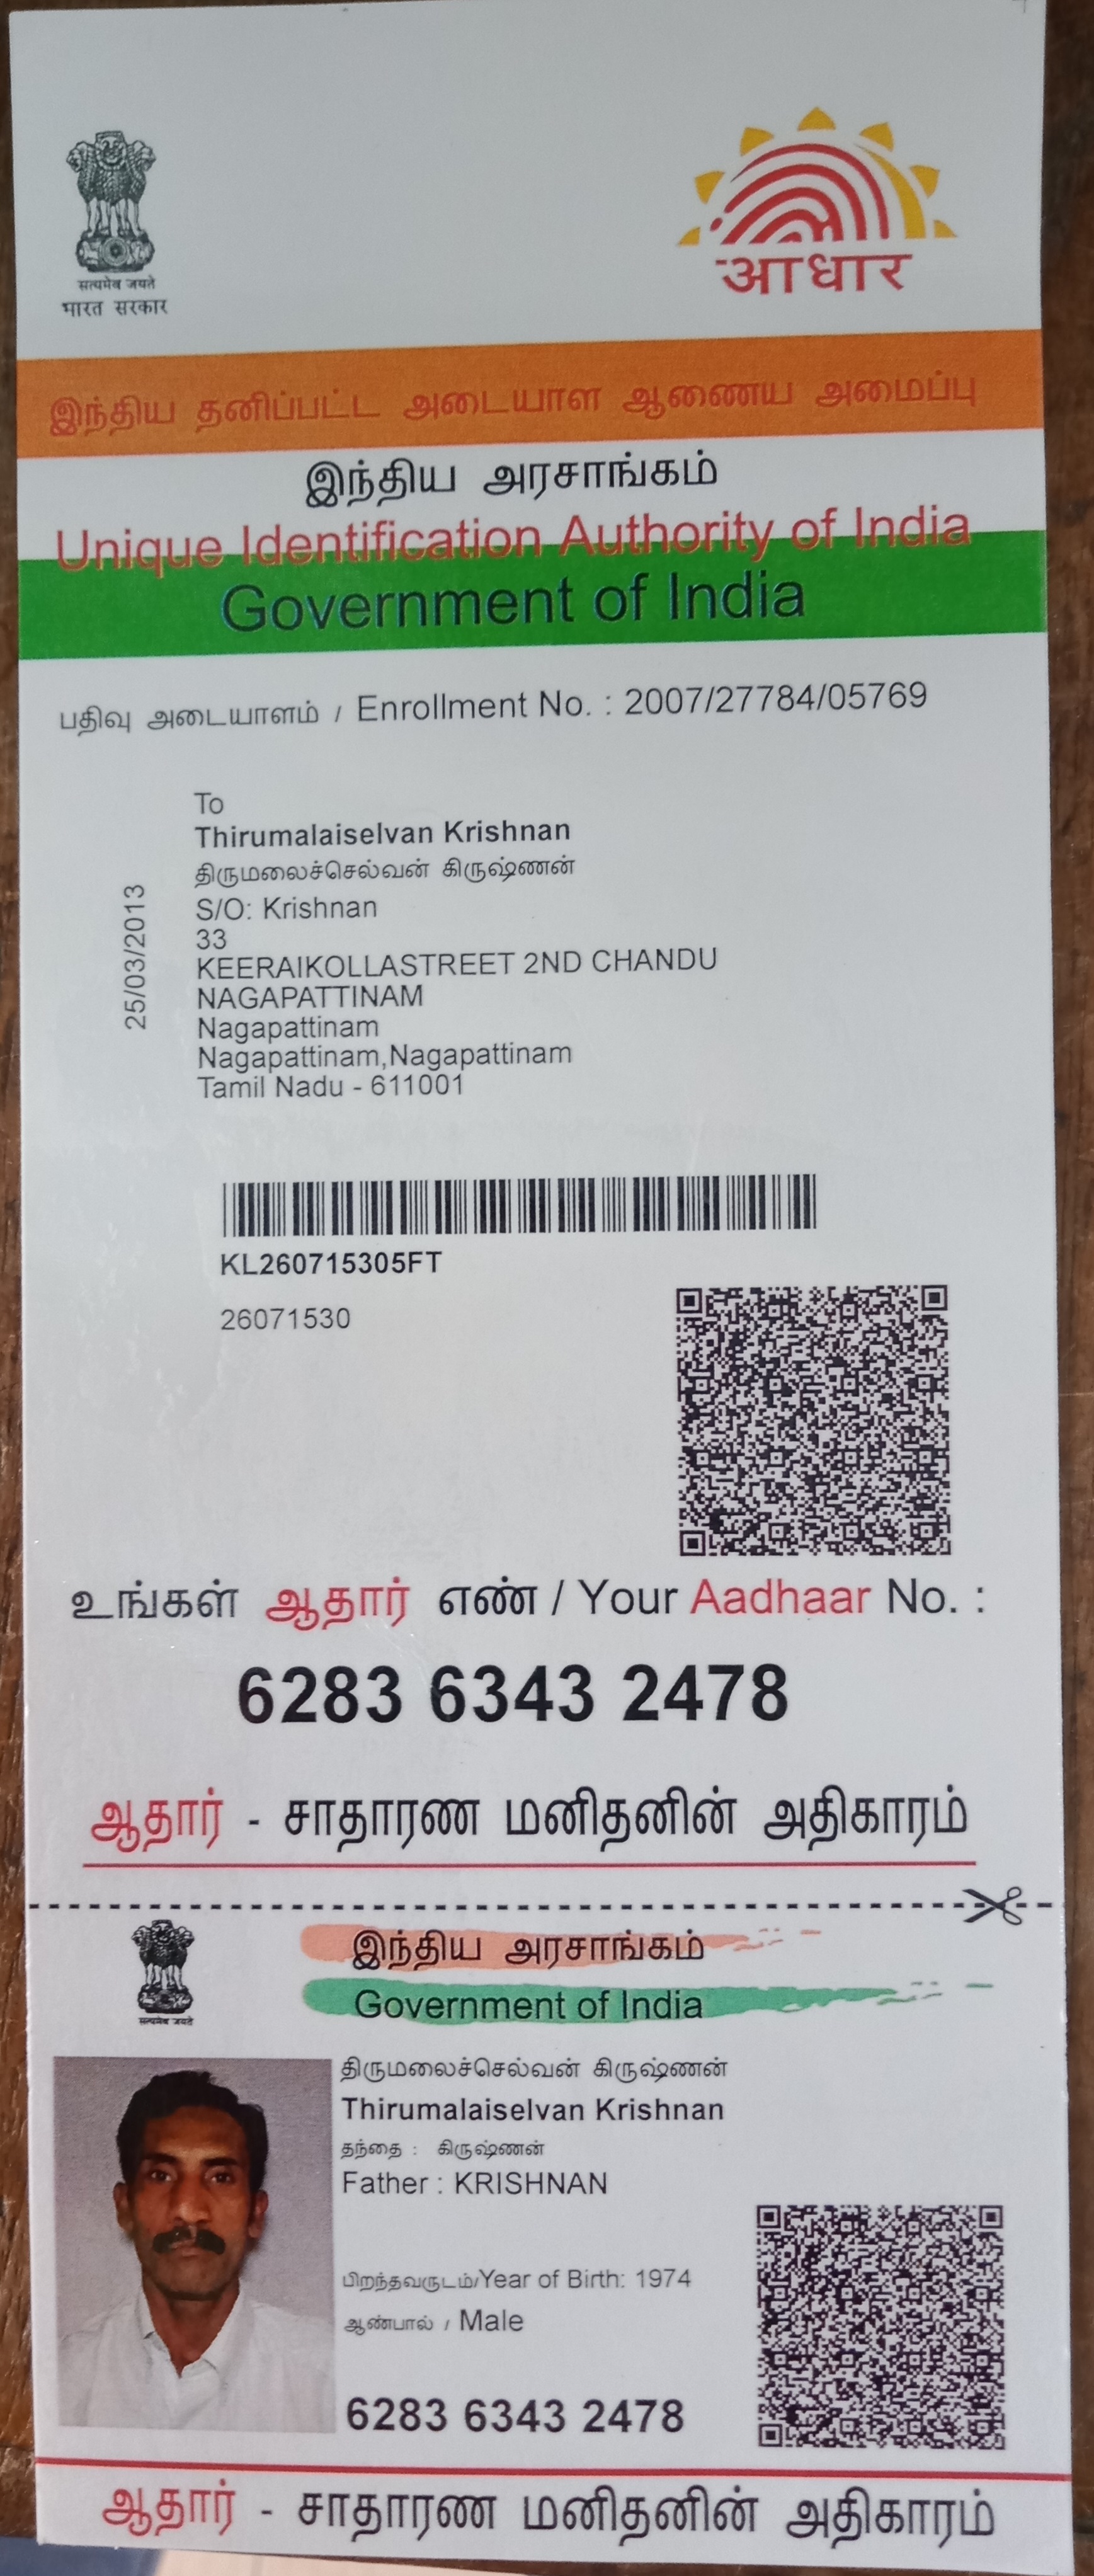 सत्यमेव जयते
भारत सरकार
आधार
இந்திய தனிப்பட்ட அடையாள ஆணைய அமைப்பு
இந்திய அரசாங்கம்
Unique Identification Authority of India
Government of India
பதிவு அடையாளம் / Enrollment No. : 2007/27784/05769
To
Thirumalaiselvan Krishnan
திருமலைச்செல்வன் கிருஷ்ணன்
S/O: Krishnan
33
KEERAIKOLLASTREET 2ND CHANDU
NAGAPATTINAM
Nagapattinam
Nagapattinam,Nagapattinam
Tamil Nadu - 611001
25/03/2013
KL260715305FT
26071530
உங்கள் ஆதார் எண் / Your Aadhaar No. :
6283 6343 2478
ஆதார் - சாதாரண மனிதனின் அதிகாரம்
सत्यमेव जयते
இந்திய அரசாங்கம்
Government of India
திருமலைச்செல்வன் கிருஷ்ணன்
Thirumalaiselvan Krishnan
தந்தை : கிருஷ்ணன்
Father : KRISHNAN
பிறந்தவருடம்/Year of Birth: 1974
ஆண்பால் / Male
6283 6343 2478
ஆதார் - சாதாரண மனிதனின் அதிகாரம்